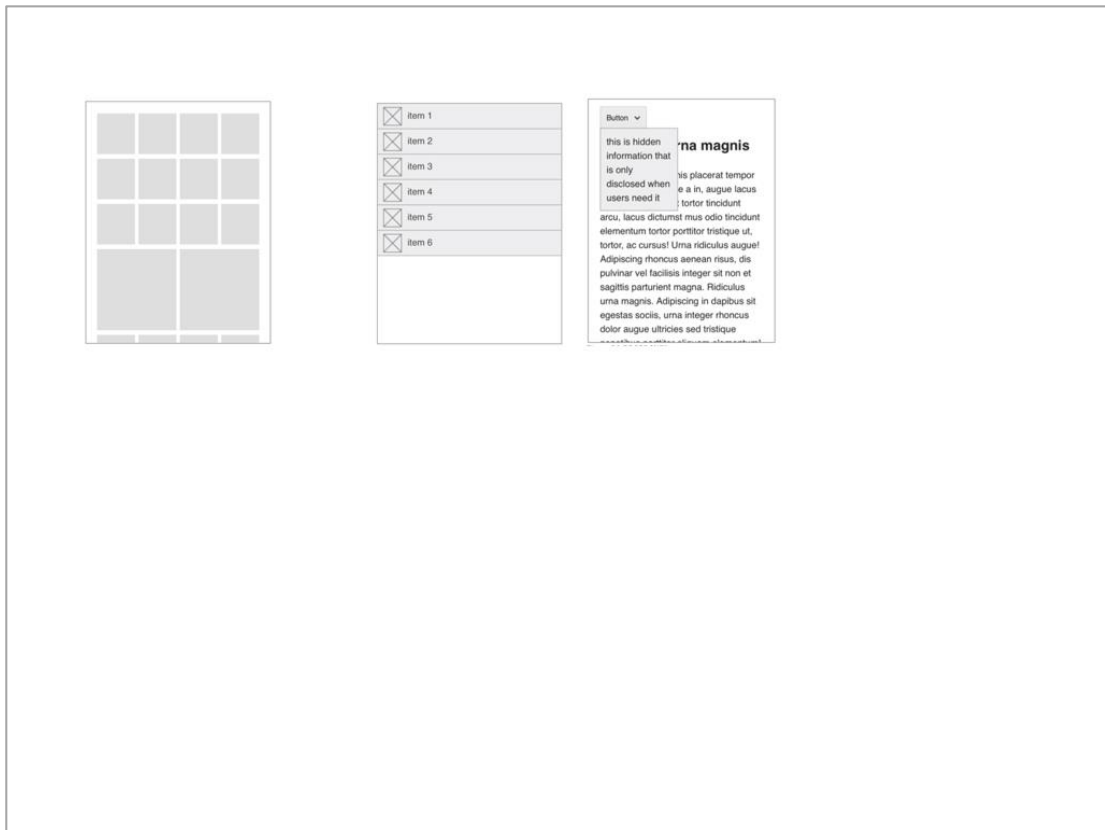 item 1
item 2
item 3
item 4
item 5
item 6
Button
this is hidden
information that
is only
disclosed when
users need it
magnis
placerat tempor
a in, augue lacus
tortor tincidunt
arcu, lacus dictumst mus odio tincidunt
elementum tortor porttitor tristique ut,
tortor, ac cursus! Urna ridiculus augue!
Adipiscing rhoncus aenean risus, dis
pulvinar vel facilisis integer sit non et
sagittis parturient magna. Ridiculus
urna magnis. Adipiscing in dapibus sit
egestas sociis, urna integer rhoncus
dolor augue ultricies sed tristique